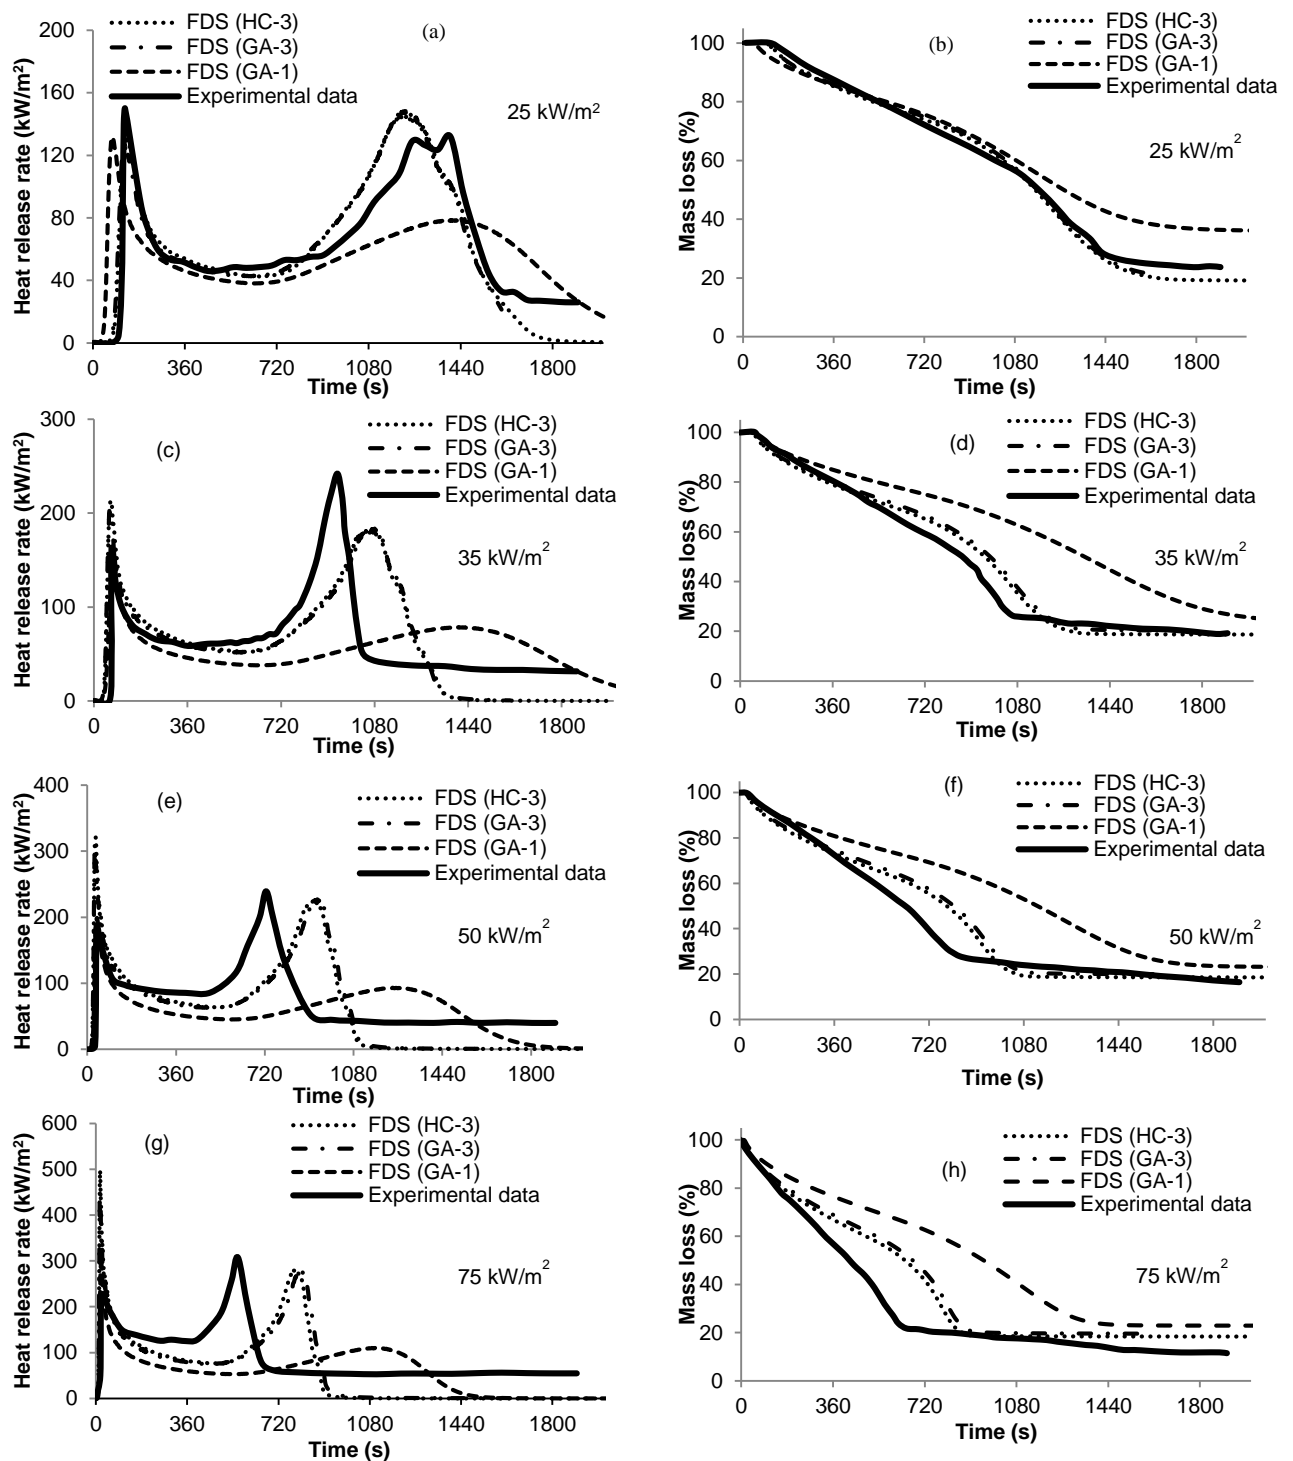 (a)
FDS (HC-3)
FDS (GA-3)
FDS (GA-1)
Experimental data
25 kW/m²
Heat release rate (kW/m²)
200
160
120
80
40
0
0 360 720 1080 1440 1800
Time (s)
(b)
FDS (HC-3)
FDS (GA-3)
FDS (GA-1)
Experimental data
25 kW/m²
Mass loss (%)
100
80
60
40
20
0
0 360 720 1080 1440 1800
Time (s)
(c)
FDS (HC-3)
FDS (GA-3)
FDS (GA-1)
Experimental data
35 kW/m²
Heat release rate (kW/m²)
300
200
100
0
0 360 720 1080 1440 1800
Time (s)
(d)
FDS (HC-3)
FDS (GA-3)
FDS (GA-1)
Experimental data
35 kW/m²
Mass loss (%)
100
80
60
40
20
0
0 360 720 1080 1440 1800
Time (s)
(e)
FDS (HC-3)
FDS (GA-3)
FDS (GA-1)
Experimental data
50 kW/m²
Heat release rate (kW/m²)
400
300
200
100
0
0 360 720 1080 1440 1800
Time (s)
(f)
FDS (HC-3)
FDS (GA-3)
FDS (GA-1)
Experimental data
50 kW/m²
Mass loss (%)
100
80
60
40
20
0
0 360 720 1080 1440 1800
Time (s)
(g)
FDS (HC-3)
FDS (GA-3)
FDS (GA-1)
Experimental data
75 kW/m²
Heat release rate (kW/m²)
600
500
400
300
200
100
0
0 360 720 1080 1440 1800
Time (s)
(h)
FDS (HC-3)
FDS (GA-3)
FDS (GA-1)
Experimental data
75 kW/m²
Mass loss (%)
100
80
60
40
20
0
0 360 720 1080 1440 1800
Time (s)